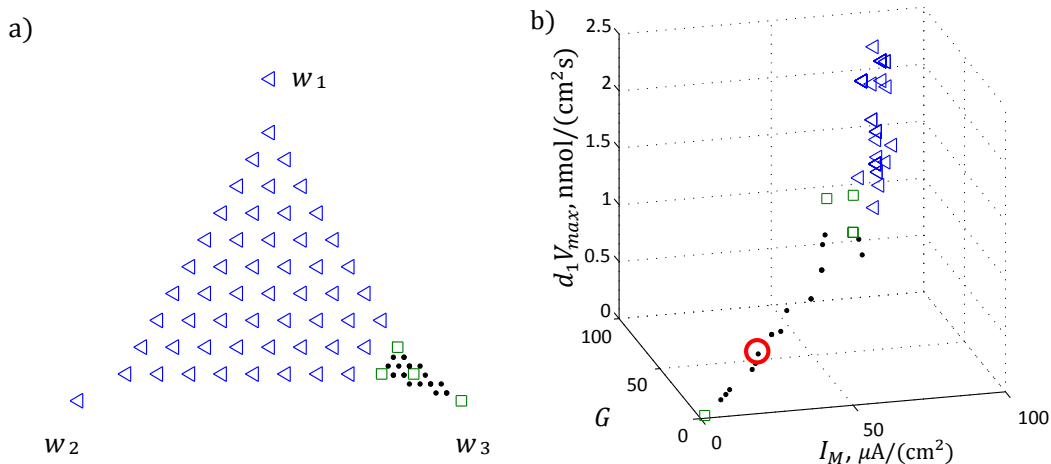 a)
w₁
w₂
w₃
b)
d₁Vₘₐₓ, nmol/(cm²s)
2.5
2
1.5
1
0.5
0
100
50
0
G
0
50
100
I_M, μA/(cm²)